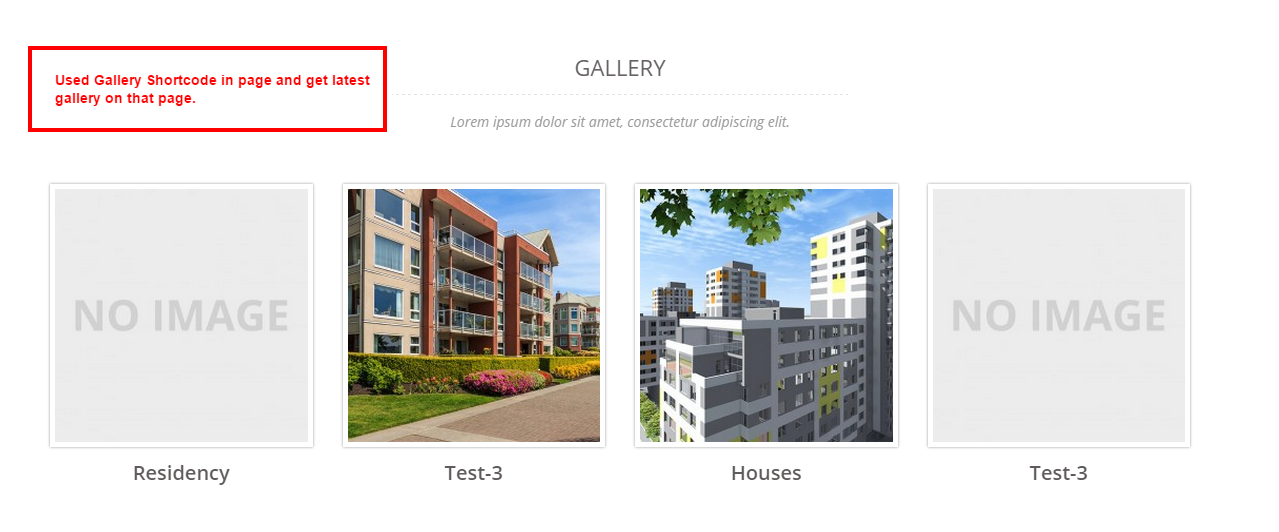 Used Gallery Shortcode in page and get latest
gallery on that page.
GALLERY
Lorem ipsum dolor sit amet, consectetur adipiscing elit.
NO IMAGE
NO IMAGE
Residency
Test-3
Houses
Test-3